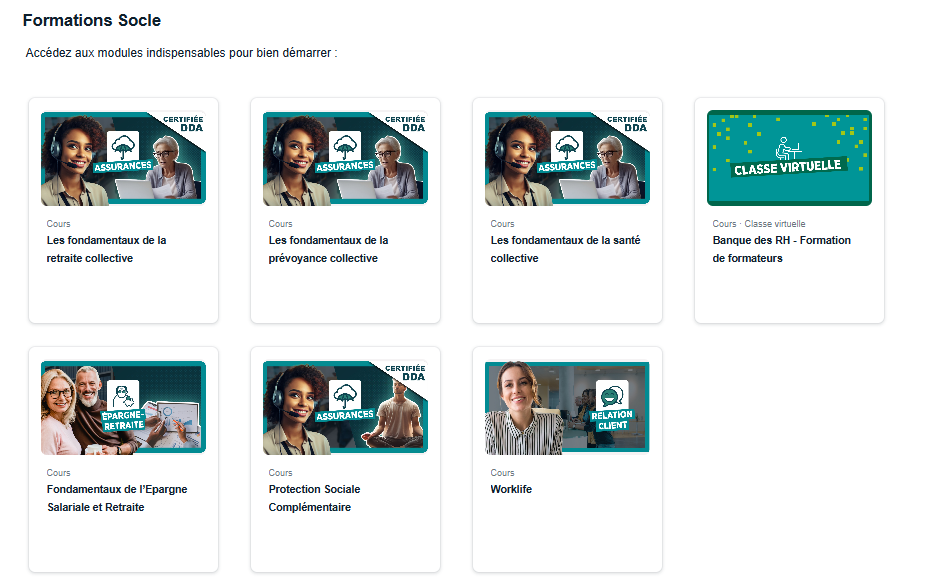 Formations Socle
Accédez aux modules indispensables pour bien démarrer :
CERTIFIÉE
DDA
ASSURANCES
Cours
Les fondamentaux de la
retraite collective
CERTIFIÉE
DDA
ASSURANCES
Cours
Les fondamentaux de la
prévoyance collective
CERTIFIÉE
DDA
ASSURANCES
Cours
Les fondamentaux de la santé
collective
CLASSE VIRTUELLE
Cours · Classe virtuelle
Banque des RH - Formation
de formateurs
ÉPARGNE-
RETRAITE
Cours
Fondamentaux de l’Epargne
Salariale et Retraite
CERTIFIÉE
DDA
ASSURANCES
Cours
Protection Sociale
Complémentaire
RELATION
CLIENT
Cours
Worklife